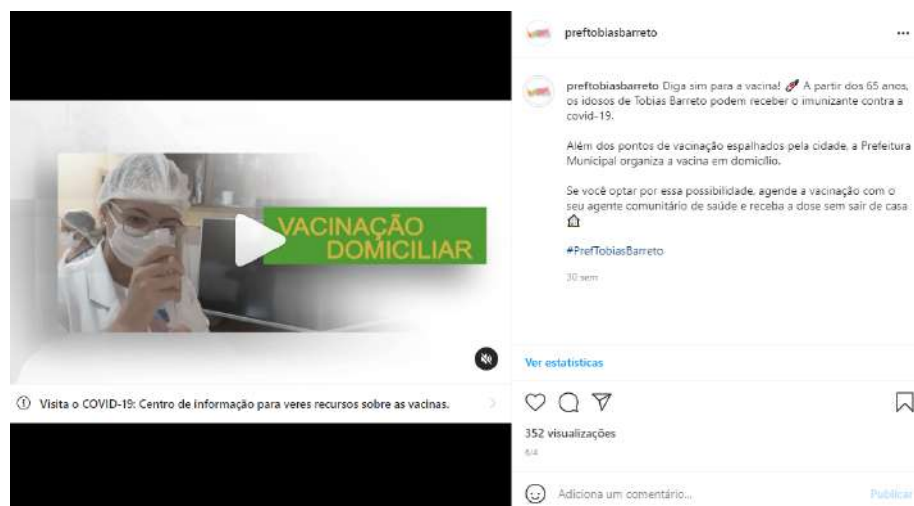 VACINAÇÃO
DOMICILIAR
Visita o COVID-19: Centro de informação para veres recursos sobre as vacinas.
preftobiasbarreto
preftobiasbarreto Diga sim para a vacina! 💉 A partir dos 65 anos,
os idosos de Tobias Barreto podem receber o imunizante contra a
covid-19.
Além dos pontos de vacinação espalhados pela cidade, a Prefeitura
Municipal organiza a vacina em domicílio.
Se você optar por essa possibilidade, agende a vacinação com o
seu agente comunitário de saúde e receba a dose sem sair de casa
🏠
#PrefTobiasBarreto
30 sem
Ver estatísticas
352 visualizações
6/4
Adiciona um comentário...
Publicar